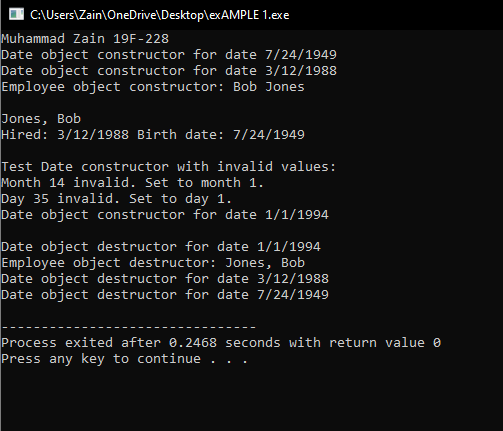 C:\Users\Zain\OneDrive\Desktop\exAMPLE 1.exe
Muhammad Zain 19F-228
Date object constructor for date 7/24/1949
Date object constructor for date 3/12/1988
Employee object constructor: Bob Jones
Jones, Bob
Hired: 3/12/1988 Birth date: 7/24/1949
Test Date constructor with invalid values:
Month 14 invalid. Set to month 1.
Day 35 invalid. Set to day 1.
Date object constructor for date 1/1/1994
Date object destructor for date 1/1/1994
Employee object destructor: Jones, Bob
Date object destructor for date 3/12/1988
Date object destructor for date 7/24/1949
--------------------------------
Process exited after 0.2468 seconds with return value 0
Press any key to continue . . .